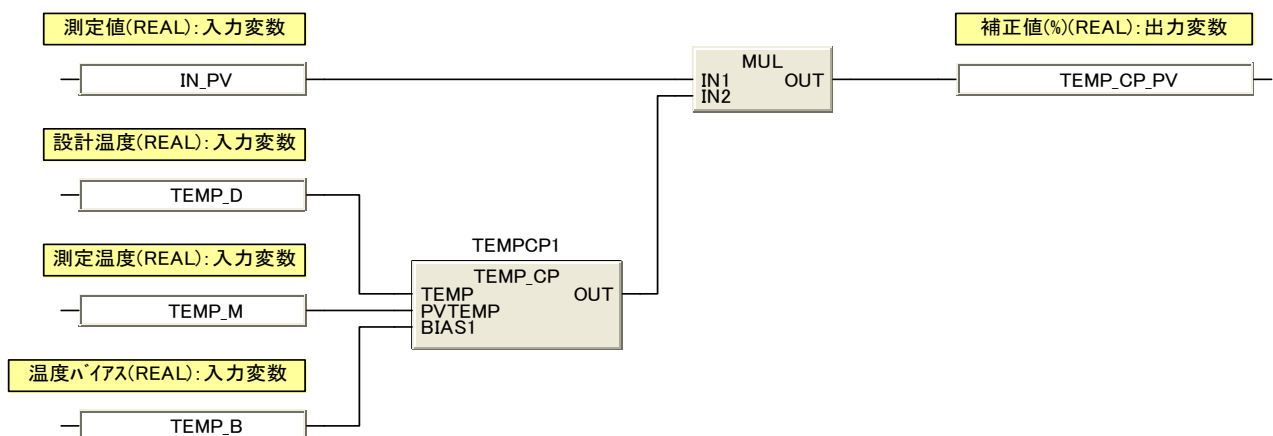 測定値(REAL):入力変数
IN_PV
設計温度(REAL):入力変数
TEMP_D
測定温度(REAL):入力変数
TEMP_M
温度ﾊﾞｲｱｽ(REAL):入力変数
TEMP_B
TEMPCP1
TEMP_CP
TEMP OUT
PVTEMP
BIAS1
MUL
IN1 OUT
IN2
補正値(%)(REAL):出力変数
TEMP_CP_PV